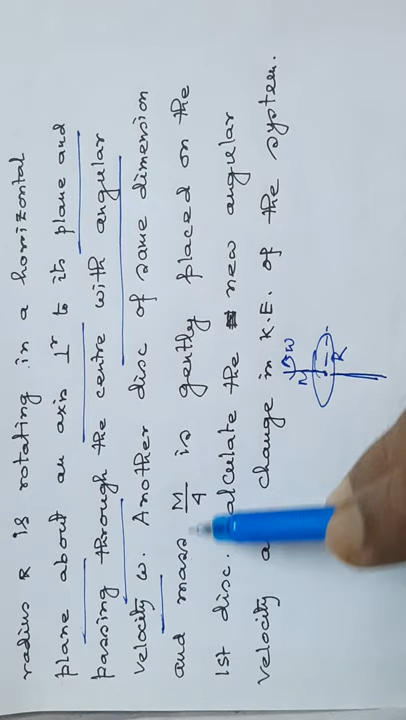 radius R is rotating in a horizontal
plane about an axis ⊥r to its plane and
passing through the centre with angular
velocity ω. Another disc of same dimension
and mass M/4 is gently placed on the
1st disc. calculate the new angular
velocity a change in K.E. of the system.
ω
M
R